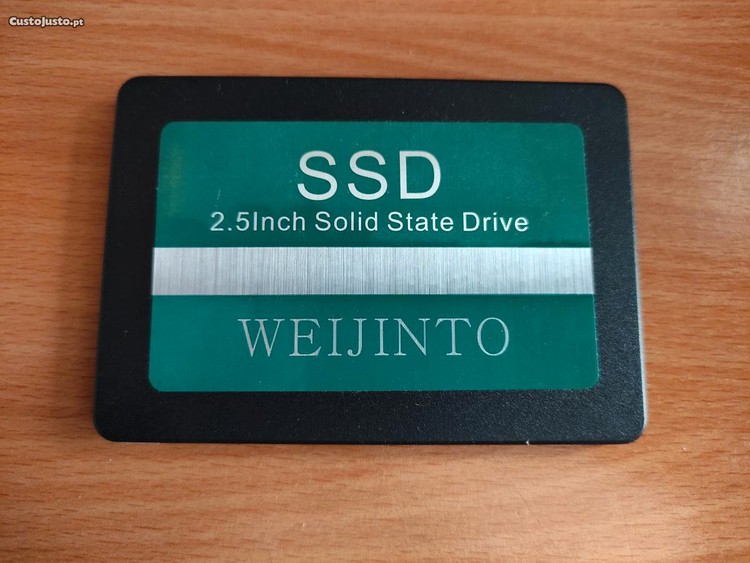 CustoJusto.pt
SSD
2.5Inch Solid State Drive
WEIJINTO